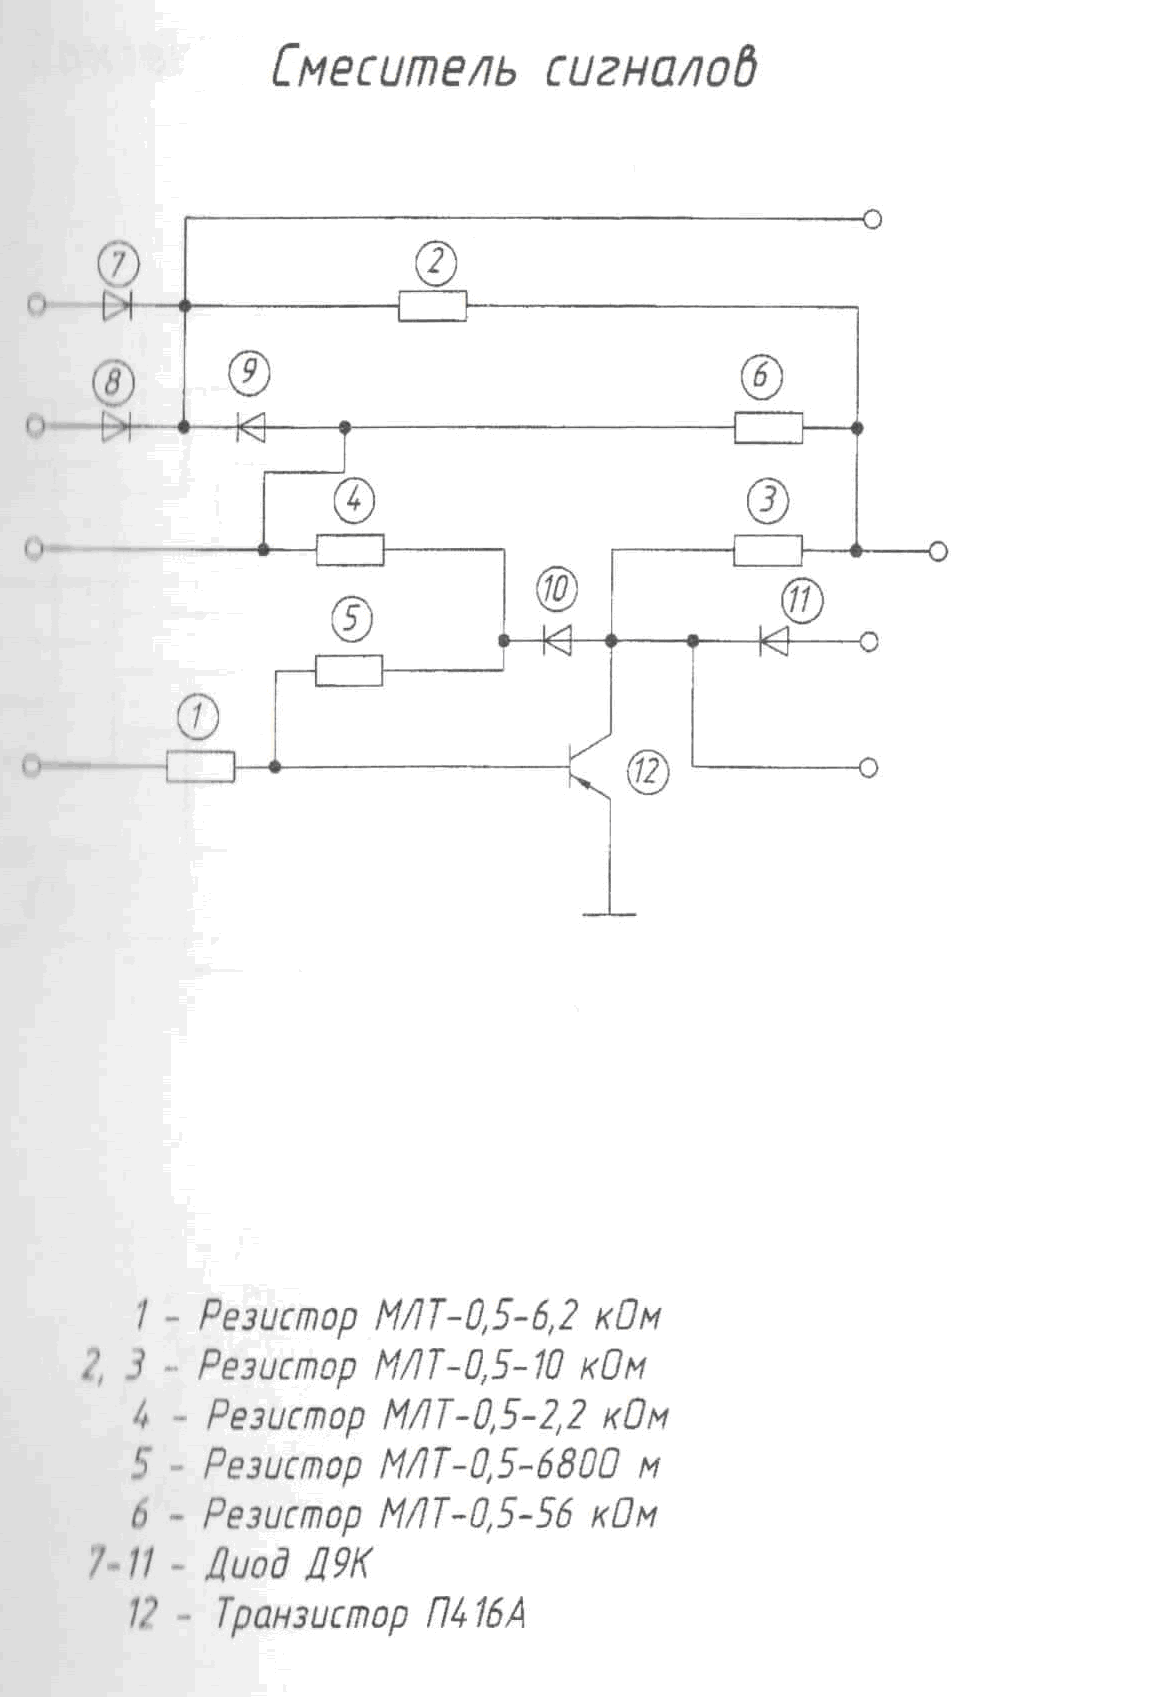 Смеситель сигналов
7
2
8
9
6
4
3
10
11
5
1
12
1 - Резистор МЛТ-0,5-6,2 кОм
2, 3 - Резистор МЛТ-0,5-10 кОм
4 - Резистор МЛТ-0,5-2,2 кОм
5 - Резистор МЛТ-0,5-6800 м
6 - Резистор МЛТ-0,5-56 кОм
7-11 - Диод Д9К
12 - Транзистор П416А